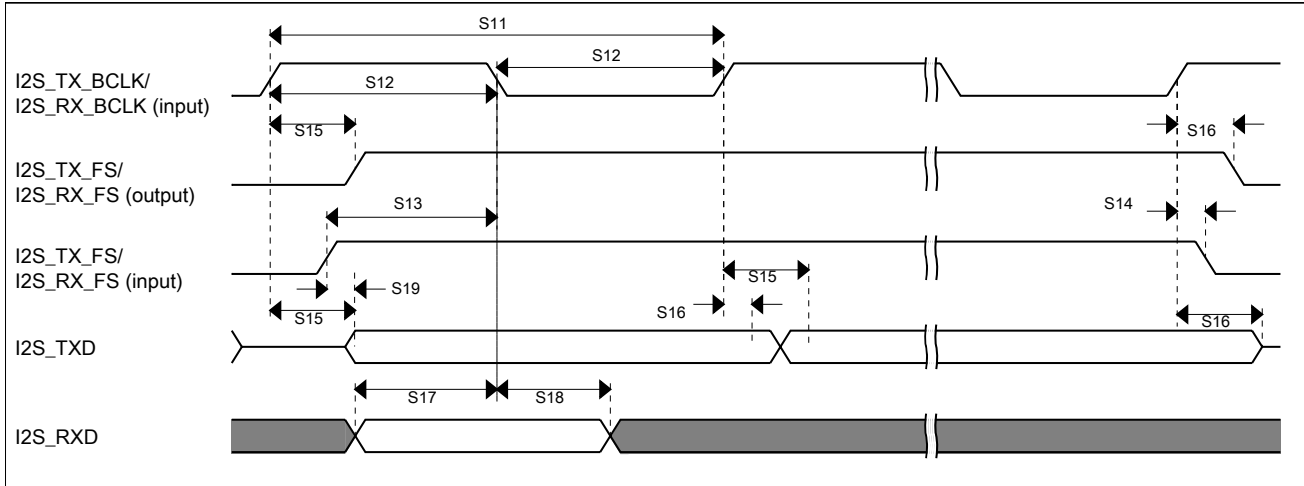 S11
I2S_TX_BCLK/
I2S_RX_BCLK (input)
S12
S12
S15
S16
I2S_TX_FS/
I2S_RX_FS (output)
S13
S14
I2S_TX_FS/
I2S_RX_FS (input)
S15
S19
S15
S16
S16
I2S_TXD
S17
S18
I2S_RXD